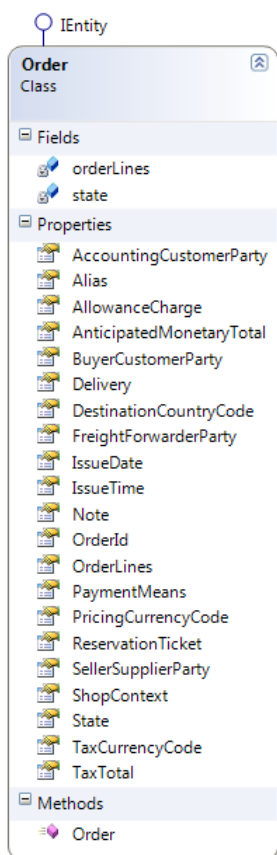 IEntity
Order
Class
Fields
orderLines
state
Properties
AccountingCustomerParty
Alias
AllowanceCharge
AnticipatedMonetaryTotal
BuyerCustomerParty
Delivery
DestinationCountryCode
FreightForwarderParty
IssueDate
IssueTime
Note
OrderId
OrderLines
PaymentMeans
PricingCurrencyCode
ReservationTicket
SellerSupplierParty
ShopContext
State
TaxCurrencyCode
TaxTotal
Methods
Order